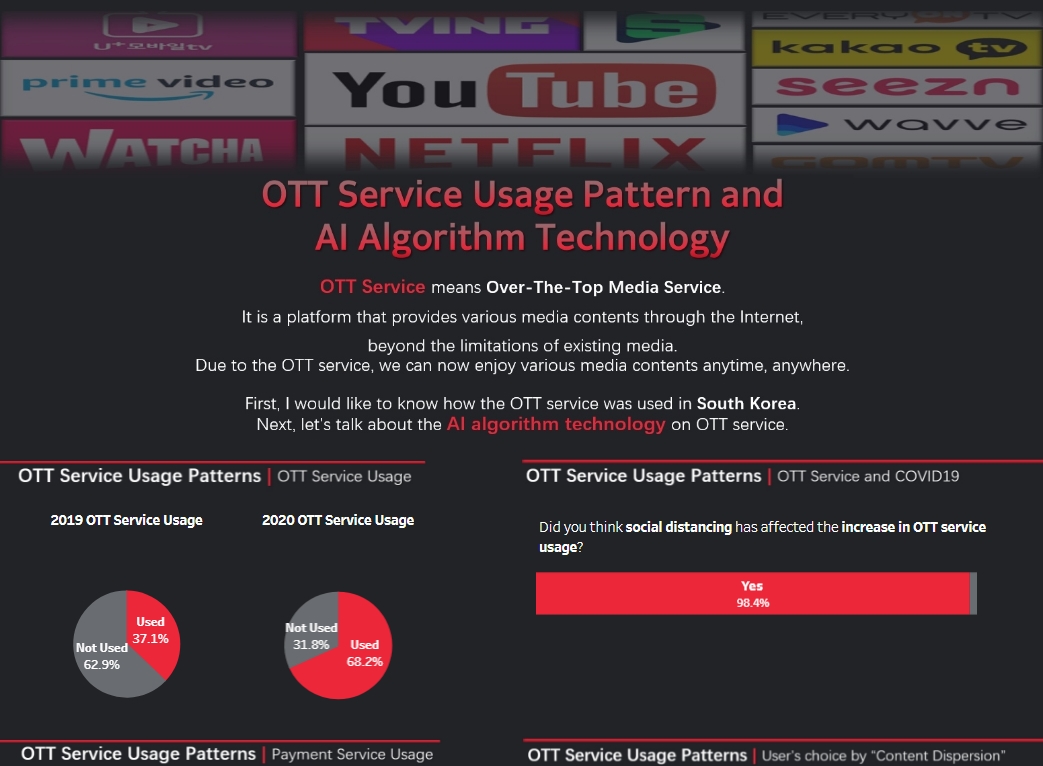 U+모바일tv
TVING
EVERYON TV
kakao tv
prime video
YouTube
seezn
wavve
WATCHA
NETFLIX
GOMTV
OTT Service Usage Pattern and
AI Algorithm Technology
OTT Service means Over-The-Top Media Service.
It is a platform that provides various media contents through the Internet,
beyond the limitations of existing media.
Due to the OTT service, we can now enjoy various media contents anytime, anywhere.
First, I would like to know how the OTT service was used in South Korea.
Next, let's talk about the AI algorithm technology on OTT service.
OTT Service Usage Patterns | OTT Service Usage
2019 OTT Service Usage
2020 OTT Service Usage
Used
37.1%
Not Used
62.9%
Not Used
31.8%
Used
68.2%
OTT Service Usage Patterns | OTT Service and COVID19
Did you think social distancing has affected the increase in OTT service
usage?
Yes
98.4%
OTT Service Usage Patterns | Payment Service Usage
OTT Service Usage Patterns | User's choice by "Content Dispersion"